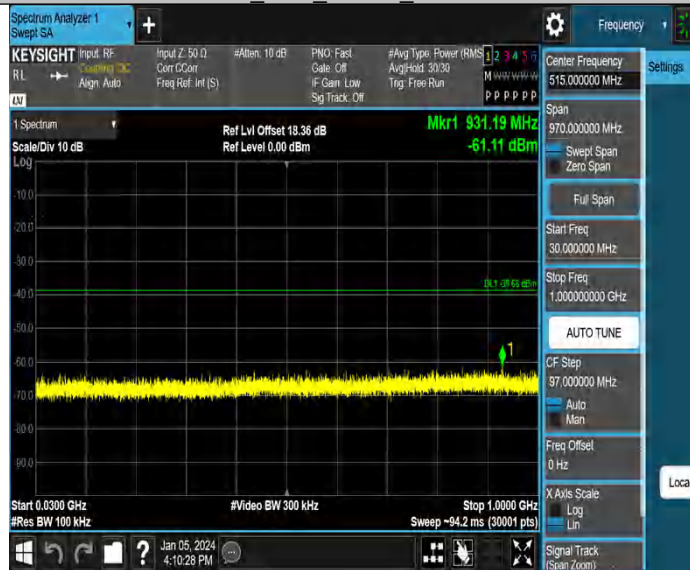 Spectrum Analyzer 1
Swept SA
+
Frequency
KEYSIGHT Input: RF
RL
Coupling: DC
Align: Auto
Input Z: 50 Ω
Corr CCorr
Freq Ref: Int (S)
#Atten: 10 dB
PNO: Fast
Gate: Off
IF Gain: Low
Sig Track: Off
#Avg Type: Power (RMS
Avg|Hold: 30/30
Trig: Free Run
1 2 3 4 5 6
M W W W W W
P P P P P P
LXI
1 Spectrum
Scale/Div 10 dB
Log
Ref Lvl Offset 18.36 dB
Ref Level 0.00 dBm
Mkr1 931.19 MHz
-61.11 dBm
-10.0
-20.0
-30.0
-40.0
-50.0
-60.0
-70.0
-80.0
-90.0
1
Start 0.0300 GHz
#Res BW 100 kHz
#Video BW 300 kHz
Stop 1.0000 GHz
Sweep ~94.2 ms (30001 pts)
?
Jan 05, 2024
4:10:28 PM
Center Frequency
515.000000 MHz
Span
970.000000 MHz
Swept Span
Zero Span
Full Span
Start Freq
30.000000 MHz
Stop Freq
1.000000000 GHz
AUTO TUNE
CF Step
97.000000 MHz
Auto
Man
Freq Offset
0 Hz
X Axis Scale
Log
Lin
Signal Track
(Span Zoom)
Settings
Loca